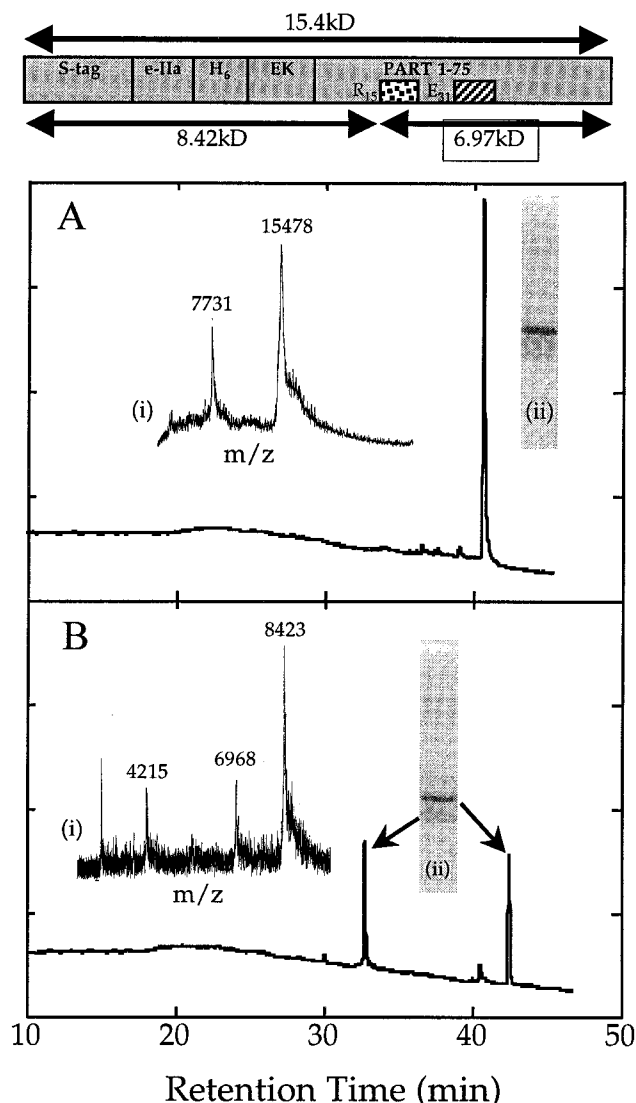 15.4kD
S-tag e-IIa H6 EK PART 1-75
R15 E31
8.42kD 6.97kD
A
15478
7731
(i)
m/z
(ii)
B
8423
4215 6968
(i)
m/z
(ii)
10 20 30 40 50
Retention Time (min)